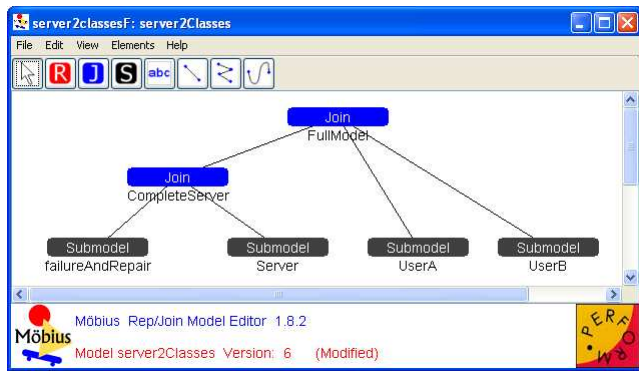 server2classesF: server2Classes
File Edit View Elements Help
R J S abc
Join
FullModel
Join
CompleteServer
Submodel Submodel Submodel Submodel
failureAndRepair Server UserA UserB
Möbius Rep/Join Model Editor 1.8.2
Möbius
Model server2Classes Version: 6 (Modified)
PERFORM